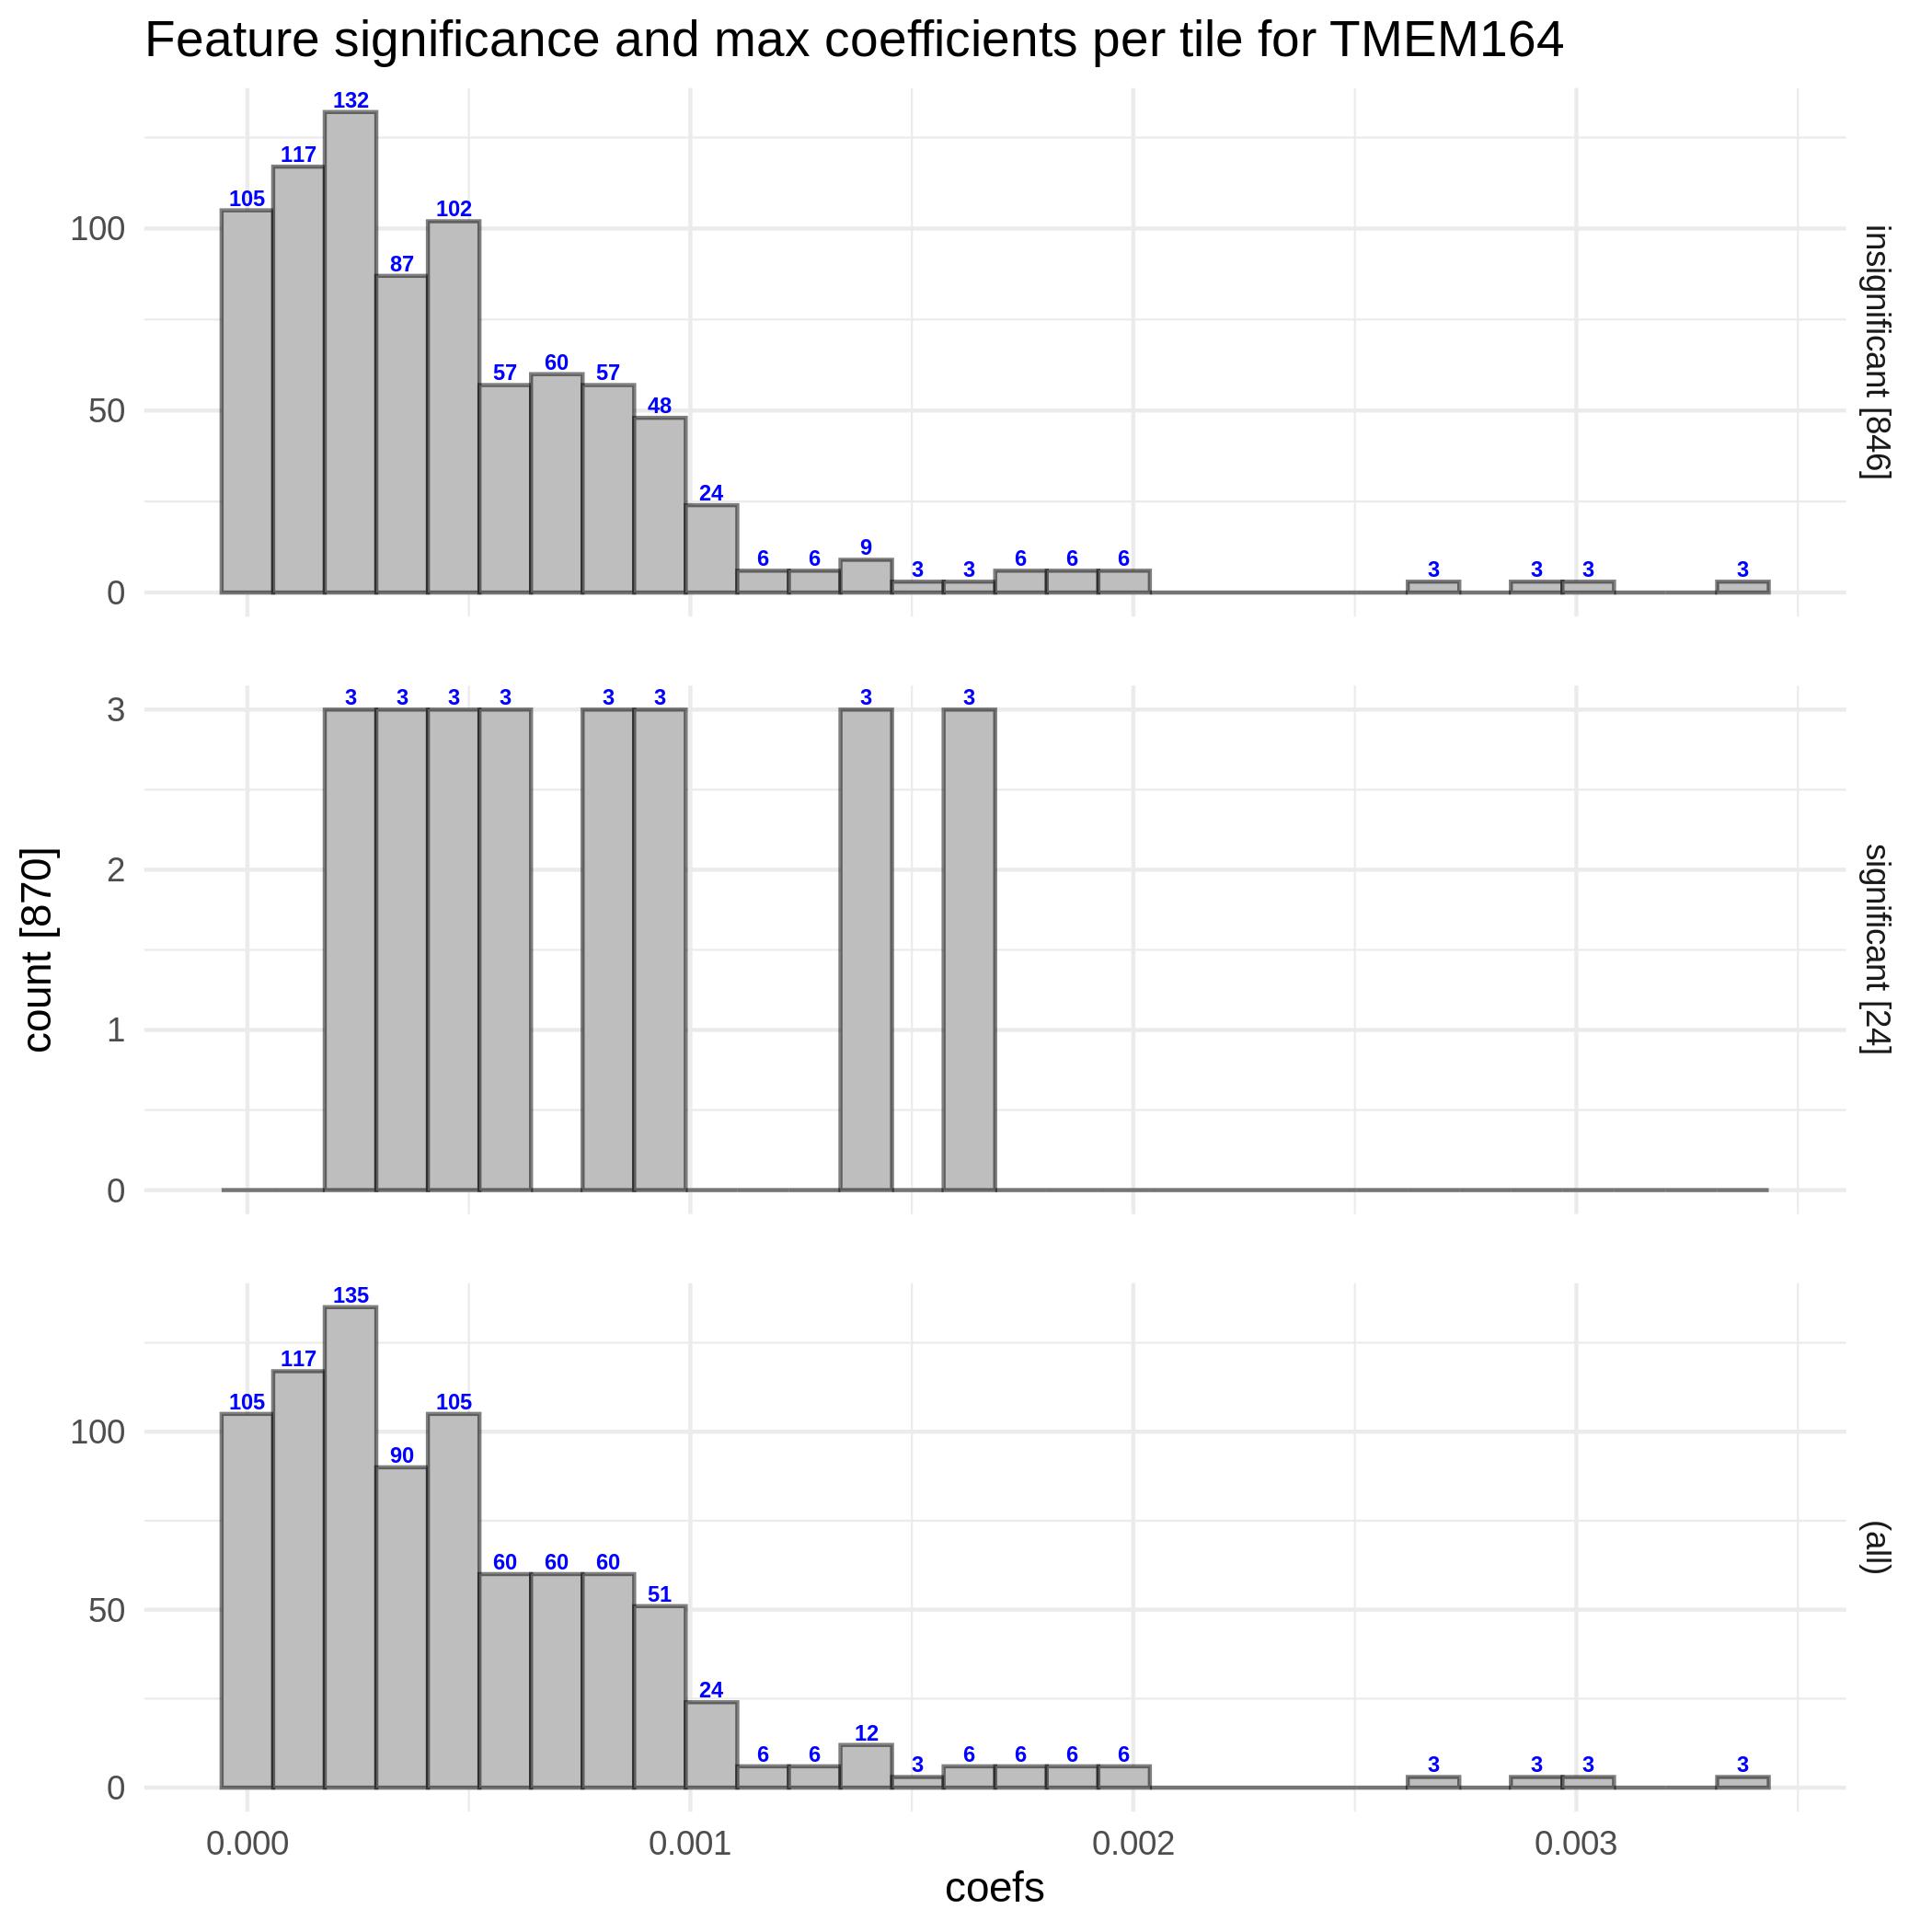 Feature significance and max coefficients per tile for TMEM164
132
117
105
102
87
57 60 57
48
24
6 6 9 3 3 6 6 6 3 3 3 3
100
50
0
insignificant [846]
3 3 3 3 3 3 3 3
3
2
1
0
significant [24]
count [870]
135
117
105 105
90
60 60 60
51
24
6 6 12 3 6 6 6 6 3 3 3 3
100
50
0
(all)
0.000 0.001 0.002 0.003
coefs